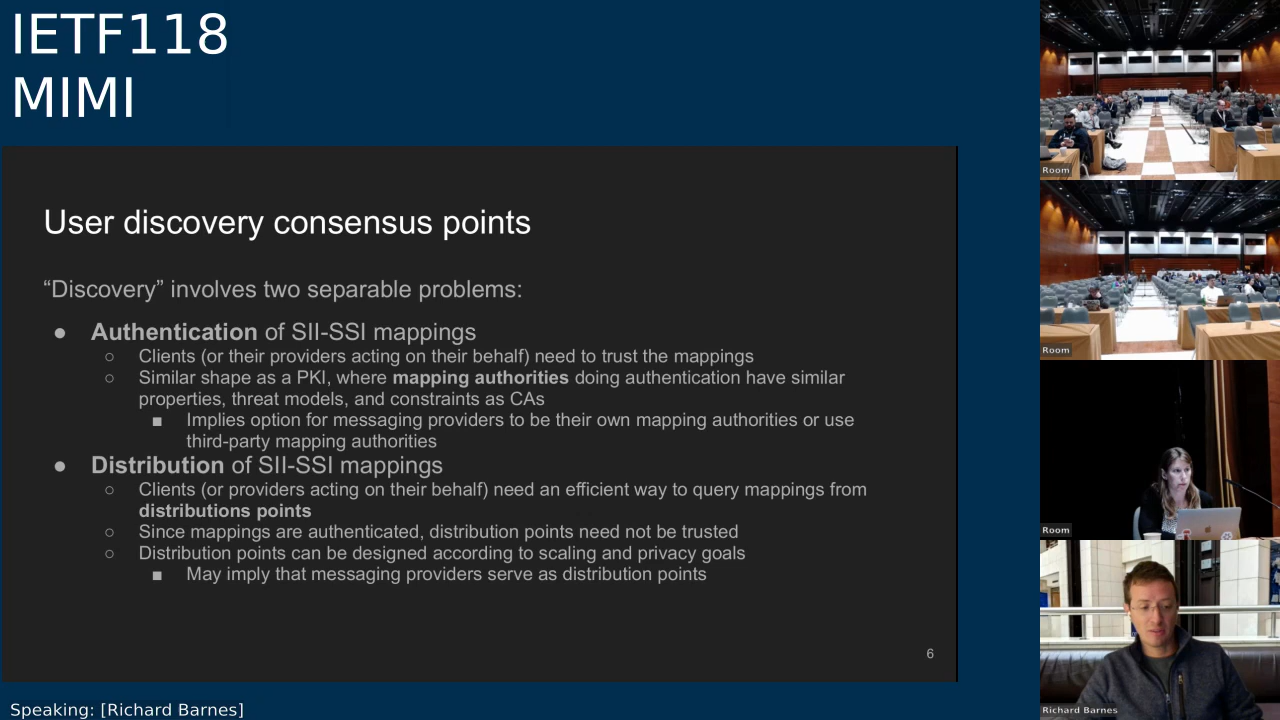 IETF118
MIMI
User discovery consensus points
“Discovery” involves two separable problems:
● Authentication of SII-SSI mappings
○ Clients (or their providers acting on their behalf) need to trust the mappings
○ Similar shape as a PKI, where mapping authorities doing authentication have similar
properties, threat models, and constraints as CAs
■ Implies option for messaging providers to be their own mapping authorities or use
third-party mapping authorities
● Distribution of SII-SSI mappings
○ Clients (or providers acting on their behalf) need an efficient way to query mappings from
distributions points
○ Since mappings are authenticated, distribution points need not be trusted
○ Distribution points can be designed according to scaling and privacy goals
■ May imply that messaging providers serve as distribution points
6
Speaking: [Richard Barnes]
Room
Room
Room
Richard Barnes